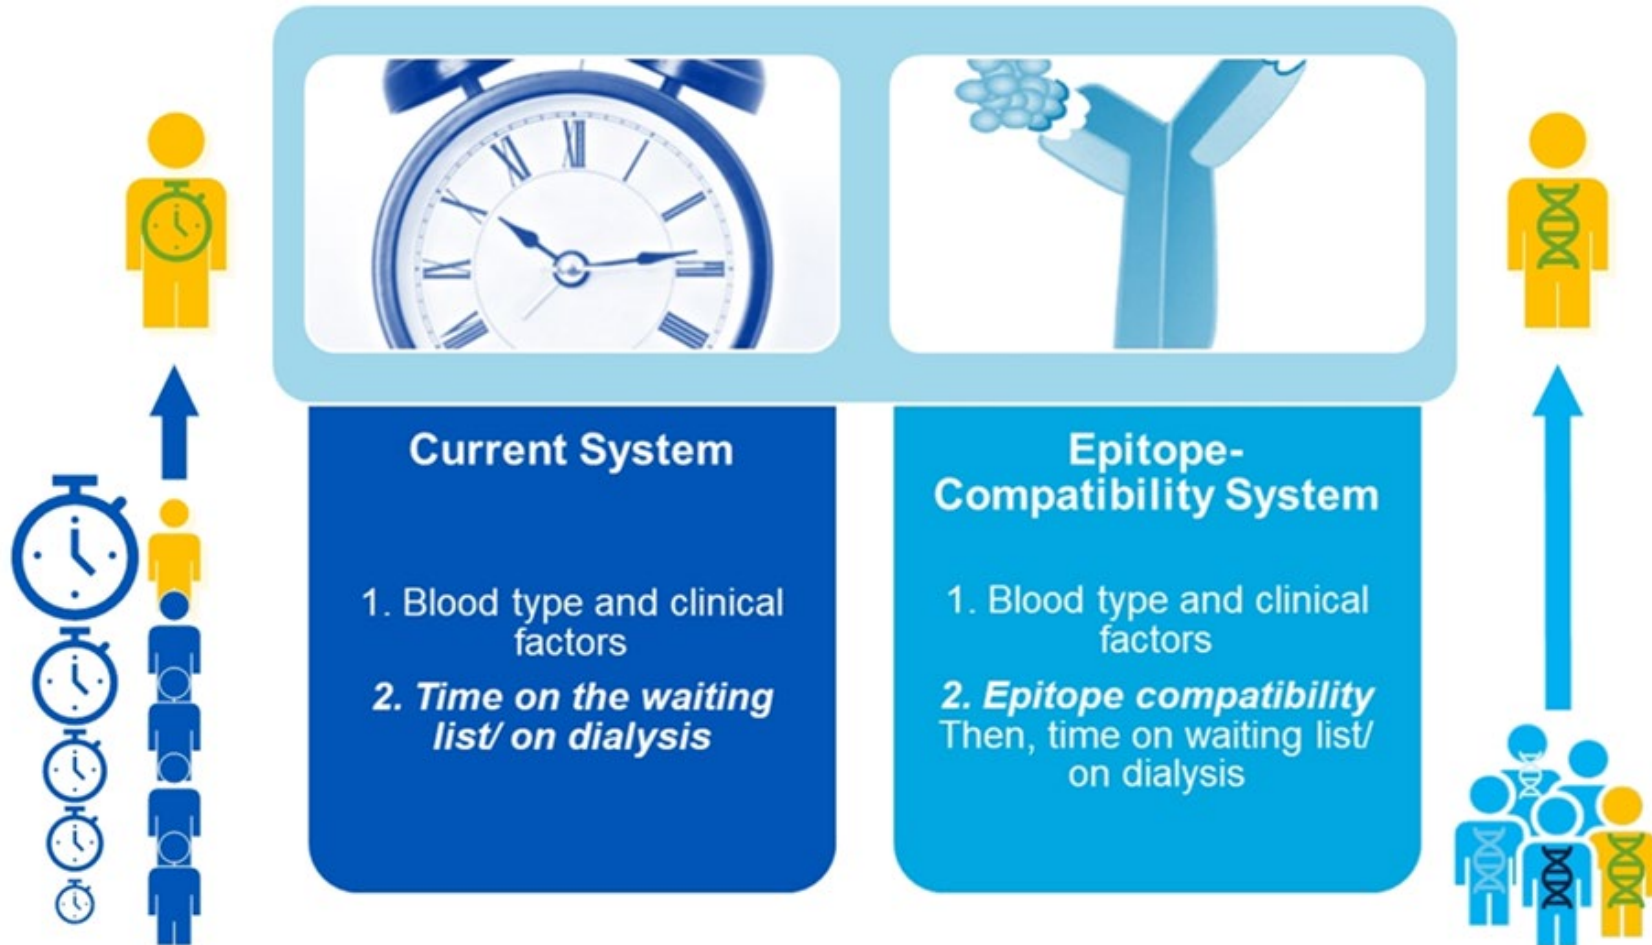 Current System
1. Blood type and clinical
factors
2. Time on the waiting
list/ on dialysis
Epitope-
Compatibility System
1. Blood type and clinical
factors
2. Epitope compatibility
Then, time on waiting list/
on dialysis